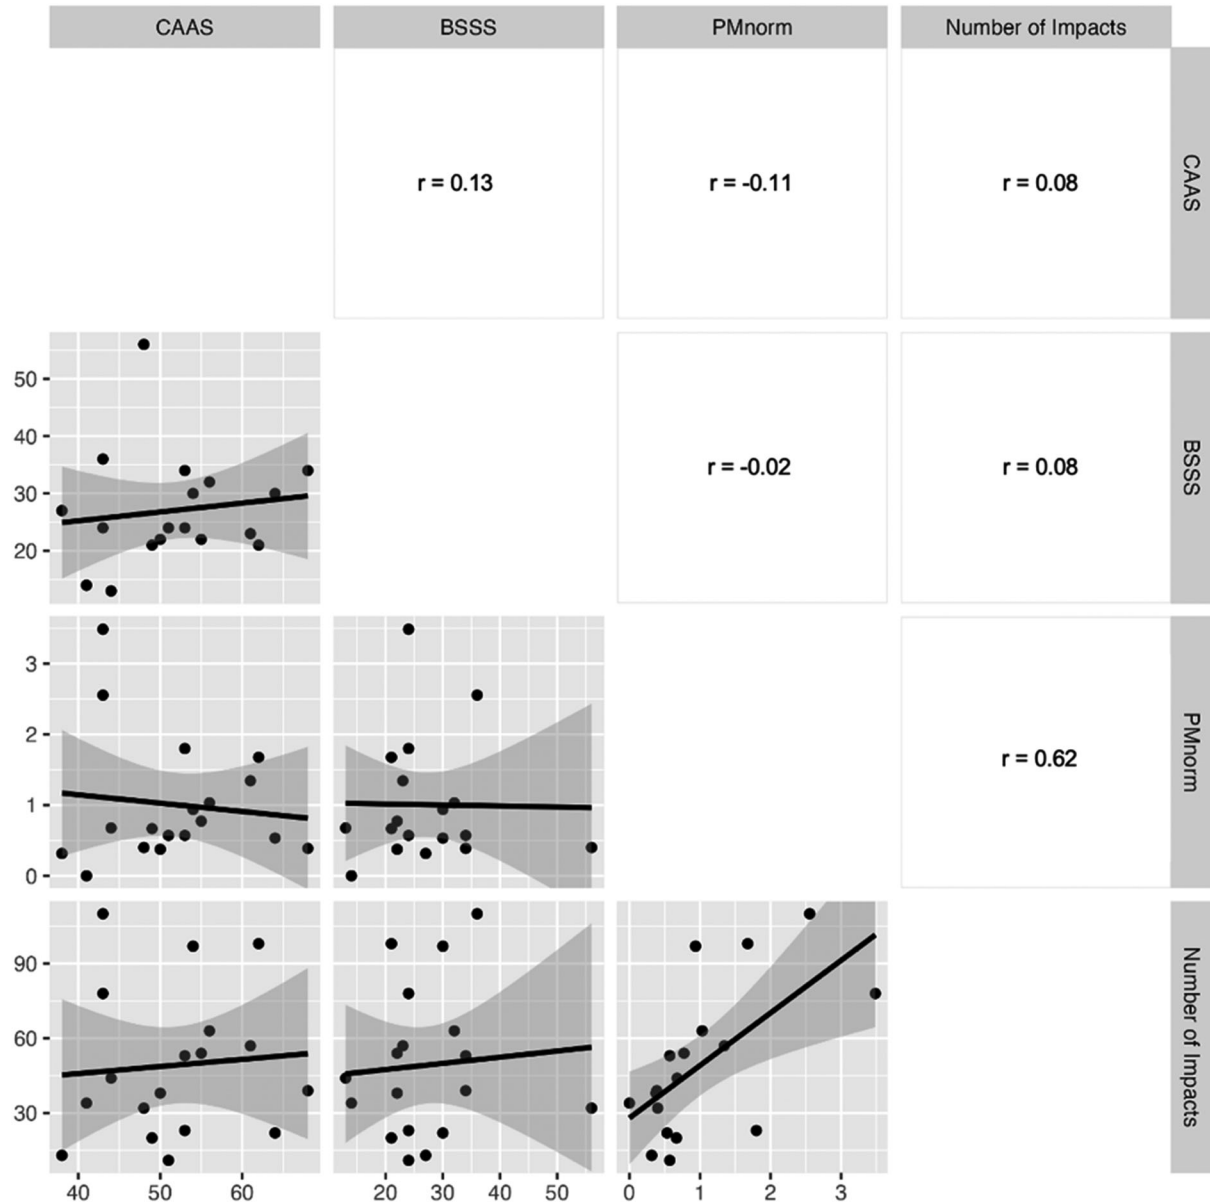 CAAS BSSS PMnorm Number of Impacts
r = 0.13 r = -0.11 r = 0.08 CAAS
50
40
30
20
r = -0.02 r = 0.08 BSSS
3
2
1
0
r = 0.62 PMnorm
90
60
30
Number of Impacts
40 50 60 20 30 40 50 0 1 2 3